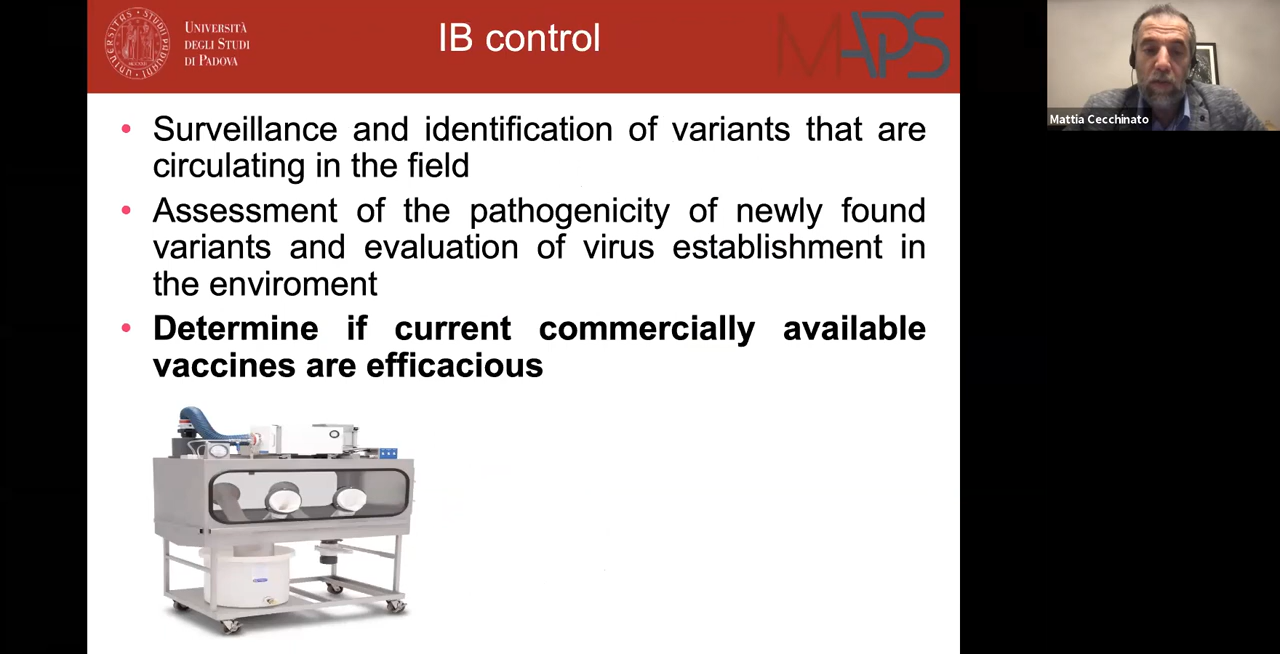 UNIVERSITÀ
DEGLI STUDI
DI PADOVA
IB control
MAPS
Mattia Cecchinato
• Surveillance and identification of variants that are
circulating in the field
• Assessment of the pathogenicity of newly found
variants and evaluation of virus establishment in
the enviroment
• Determine if current commercially available
vaccines are efficacious